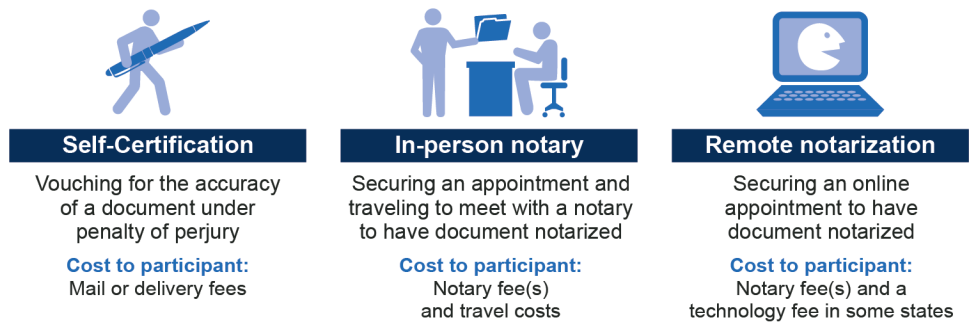 Self-Certification
Vouching for the accuracy
of a document under
penalty of perjury
Cost to participant:
Mail or delivery fees
In-person notary
Securing an appointment and
traveling to meet with a notary
to have document notarized
Cost to participant:
Notary fee(s)
and travel costs
Remote notarization
Securing an online
appointment to have
document notarized
Cost to participant:
Notary fee(s) and a
technology fee in some states